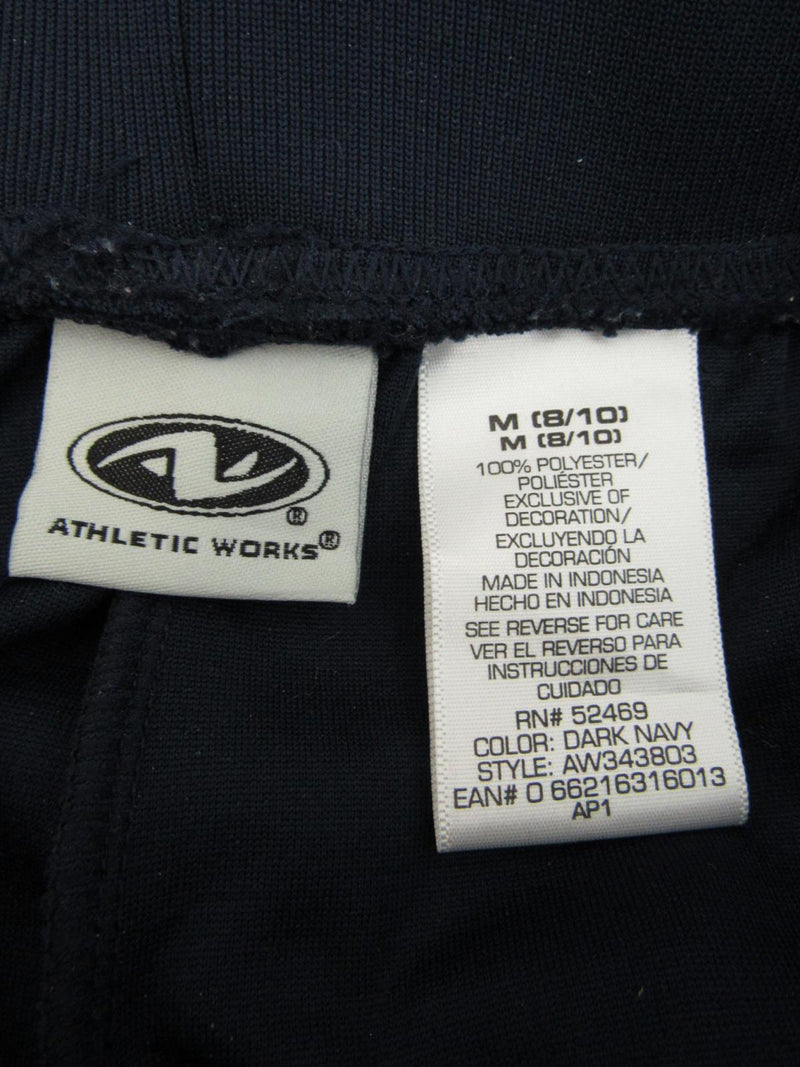 ATHLETIC WORKS®
®
M (8/10)
M (8/10)
100% POLYESTER/
POLIÉSTER
EXCLUSIVE OF
DECORATION/
EXCLUYENDO LA
DECORACIÓN
MADE IN INDONESIA
HECHO EN INDONESIA
SEE REVERSE FOR CARE
VER EL REVERSO PARA
INSTRUCCIONES DE
CUIDADO
RN# 52469
COLOR: DARK NAVY
STYLE: AW343803
EAN# 0 66216316013
AP1